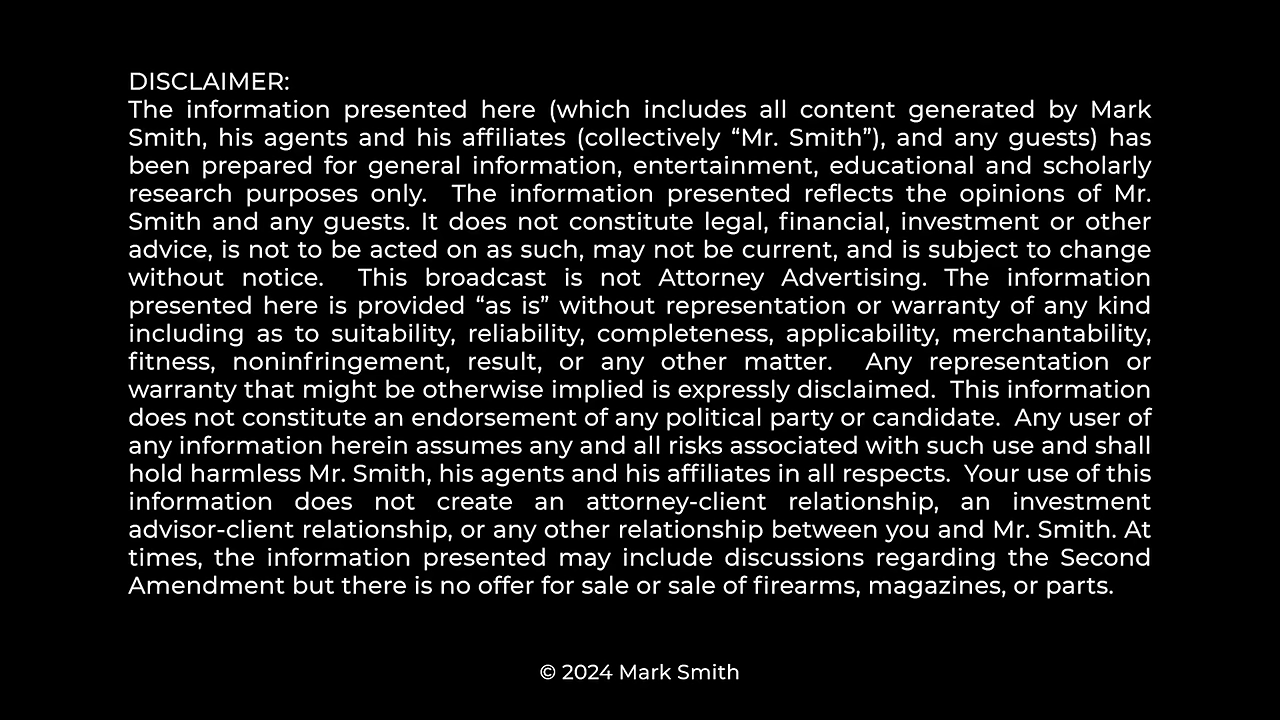 DISCLAIMER:
The information presented here (which includes all content generated by Mark
Smith, his agents and his affiliates (collectively “Mr. Smith”), and any guests) has
been prepared for general information, entertainment, educational and scholarly
research purposes only.  The information presented reflects the opinions of Mr.
Smith and any guests. It does not constitute legal, financial, investment or other
advice, is not to be acted on as such, may not be current, and is subject to change
without notice.  This broadcast is not Attorney Advertising. The information
presented here is provided “as is” without representation or warranty of any kind
including as to suitability, reliability, completeness, applicability, merchantability,
fitness, noninfringement, result, or any other matter.  Any representation or
warranty that might be otherwise implied is expressly disclaimed.  This information
does not constitute an endorsement of any political party or candidate.  Any user of
any information herein assumes any and all risks associated with such use and shall
hold harmless Mr. Smith, his agents and his affiliates in all respects.  Your use of this
information does not create an attorney-client relationship, an investment
advisor-client relationship, or any other relationship between you and Mr. Smith. At
times, the information presented may include discussions regarding the Second
Amendment but there is no offer for sale or sale of firearms, magazines, or parts.
© 2024 Mark Smith